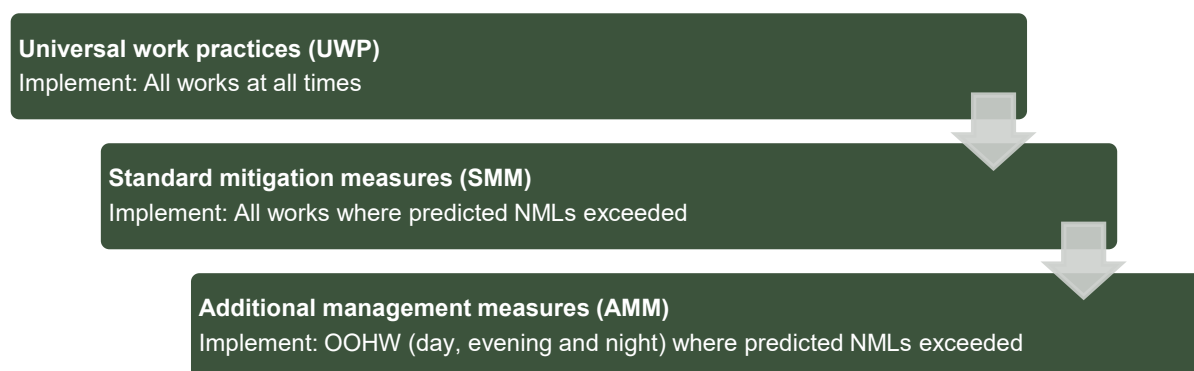 Universal work practices (UWP)
Implement: All works at all times
Standard mitigation measures (SMM)
Implement: All works where predicted NMLs exceeded
Additional management measures (AMM)
Implement: OOHW (day, evening and night) where predicted NMLs exceeded